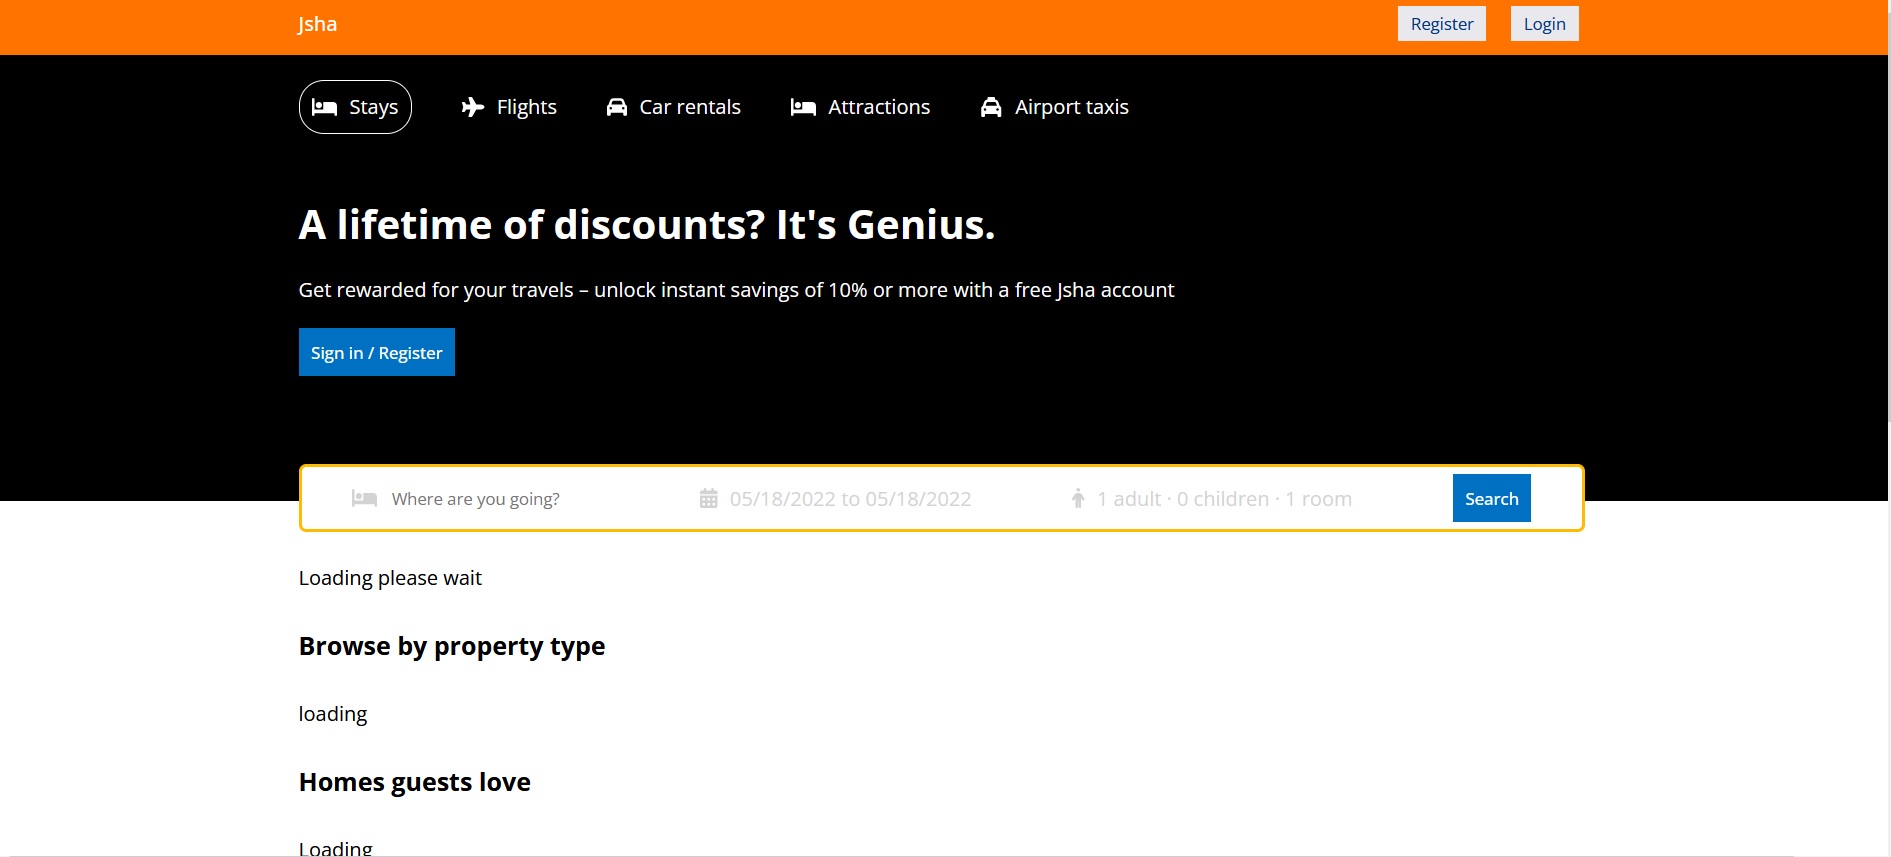 Jsha
Register
Login
Stays
Flights
Car rentals
Attractions
Airport taxis
A lifetime of discounts? It's Genius.
Get rewarded for your travels – unlock instant savings of 10% or more with a free Jsha account
Sign in / Register
Where are you going?
05/18/2022 to 05/18/2022
1 adult · 0 children · 1 room
Search
Loading please wait
Browse by property type
loading
Homes guests love
Loading